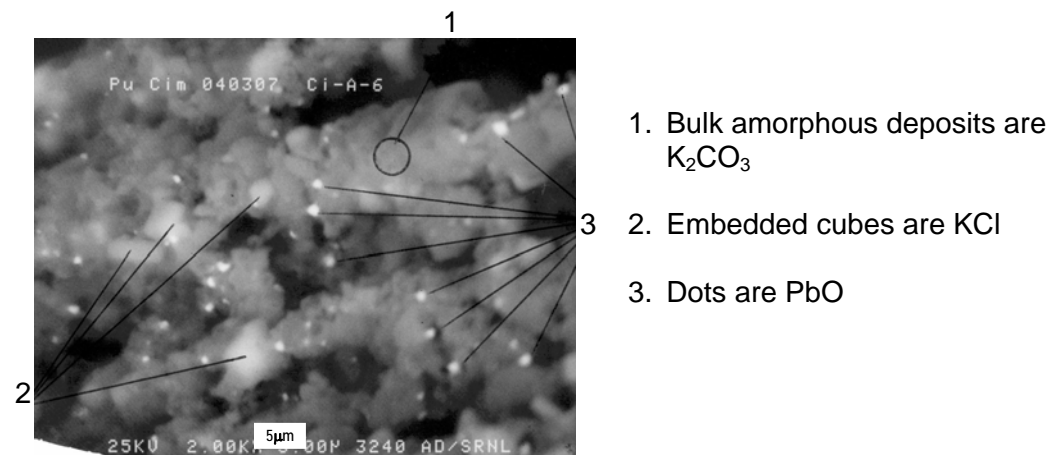 1
Pu Cim 040307 Ci-A-6
1. Bulk amorphous deposits are
K₂CO₃
3
2. Embedded cubes are KCl
3. Dots are PbO
2
5µm
25KV 2.00K 3240 AD/SRNL